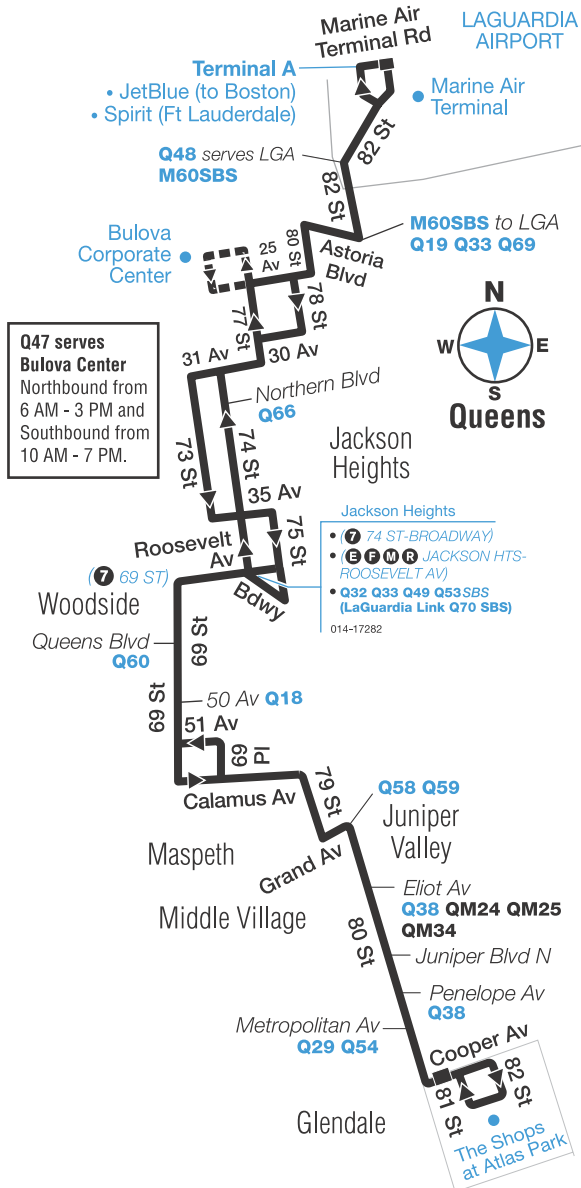 Marine Air
Terminal Rd
LAGUARDIA
AIRPORT
Terminal A
• JetBlue (to Boston)
• Spirit (Ft Lauderdale)
Marine Air
Terminal
82 St
Q48 serves LGA
M60SBS
82 St
M60SBS to LGA
Q19 Q33 Q69
Bulova
Corporate
Center
25
Av
80 St
Astoria
Blvd
78 St
77 St
N
W
E
S
Queens
Q47 serves
Bulova Center
Northbound from
6 AM - 3 PM and
Southbound from
10 AM - 7 PM.
31 Av
30 Av
Northern Blvd
Q66
73 St
74 St
Jackson
Heights
35 Av
75 St
Roosevelt
Av
Bdwy
Jackson Heights
• (7 74 ST-BROADWAY)
• (E F M R JACKSON HTS-
ROOSEVELT AV)
• Q32 Q33 Q49 Q53SBS
(LaGuardia Link Q70 SBS)
014-17282
(7 69 ST)
Woodside
Queens Blvd
Q60
69 St
69 St
50 Av Q18
51 Av
69
Pl
Calamus Av
79 St
Q58 Q59
Juniper
Valley
Grand Av
Maspeth
Middle Village
Eliot Av
Q38 QM24 QM25
QM34
80 St
Juniper Blvd N
Penelope Av
Q38
Metropolitan Av
Q29 Q54
Cooper Av
82 St
81 St
Glendale
The Shops
at Atlas Park